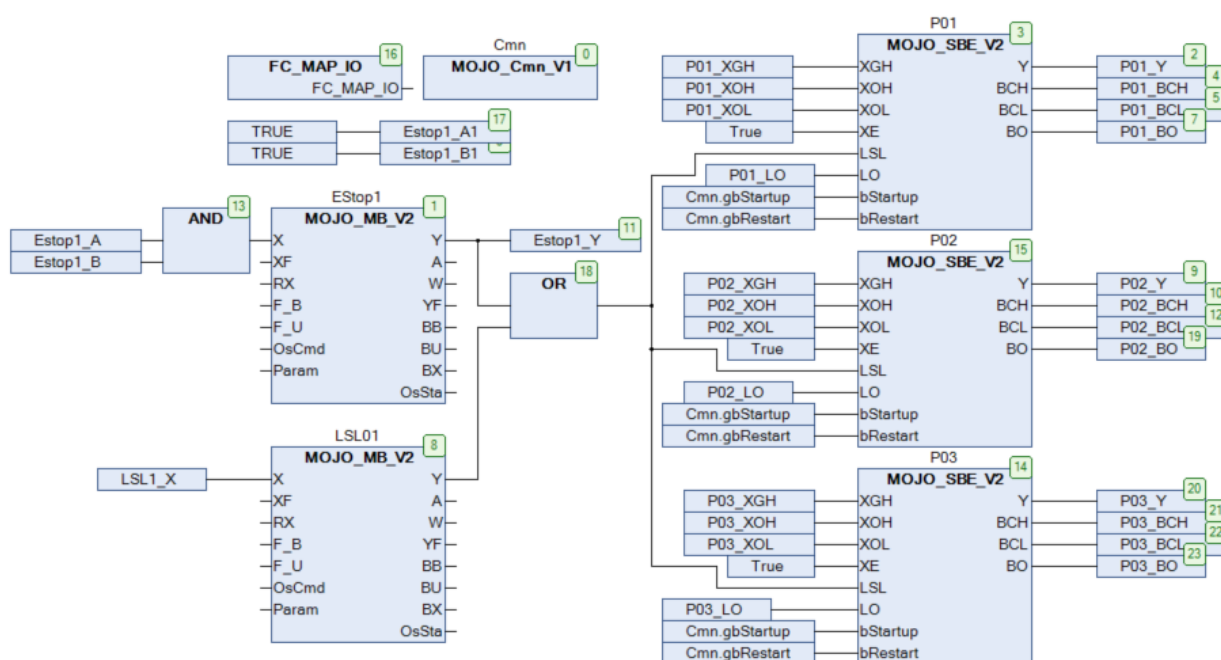 Cmn
FC_MAP_IO 16
FC_MAP_IO
MOJO_Cmn_V1 0
TRUE Estop1_A1 17
TRUE Estop1_B1
Estop1_A
Estop1_B
AND 13
EStop1
MOJO_MB_V2 1
X Y
XF A
RX W
F_B YF
F_U BB
OsCmd BU
Param BX
OsSta
Estop1_Y 11
OR 18
LSL01
MOJO_MB_V2 8
LSL1_X
X Y
XF A
RX W
F_B YF
F_U BB
OsCmd BU
Param BX
OsSta
P01
MOJO_SBE_V2 3
P01_XGH XGH Y P01_Y 2
P01_XOH XOH BCH P01_BCH 4
P01_XOL XOL BCL P01_BCL 5
True XE BO P01_BO 7
LSL
P01_LO LO
Cmn.gbStartup bStartup
Cmn.gbRestart bRestart
P02
MOJO_SBE_V2 15
P02_XGH XGH Y P02_Y 9
P02_XOH XOH BCH P02_BCH 10
P02_XOL XOL BCL P02_BCL 12
True XE BO P02_BO 19
LSL
P02_LO LO
Cmn.gbStartup bStartup
Cmn.gbRestart bRestart
P03
MOJO_SBE_V2 14
P03_XGH XGH Y P03_Y 20
P03_XOH XOH BCH P03_BCH 21
P03_XOL XOL BCL P03_BCL 22
True XE BO P03_BO 23
LSL
P03_LO LO
Cmn.gbStartup bStartup
Cmn.gbRestart bRestart